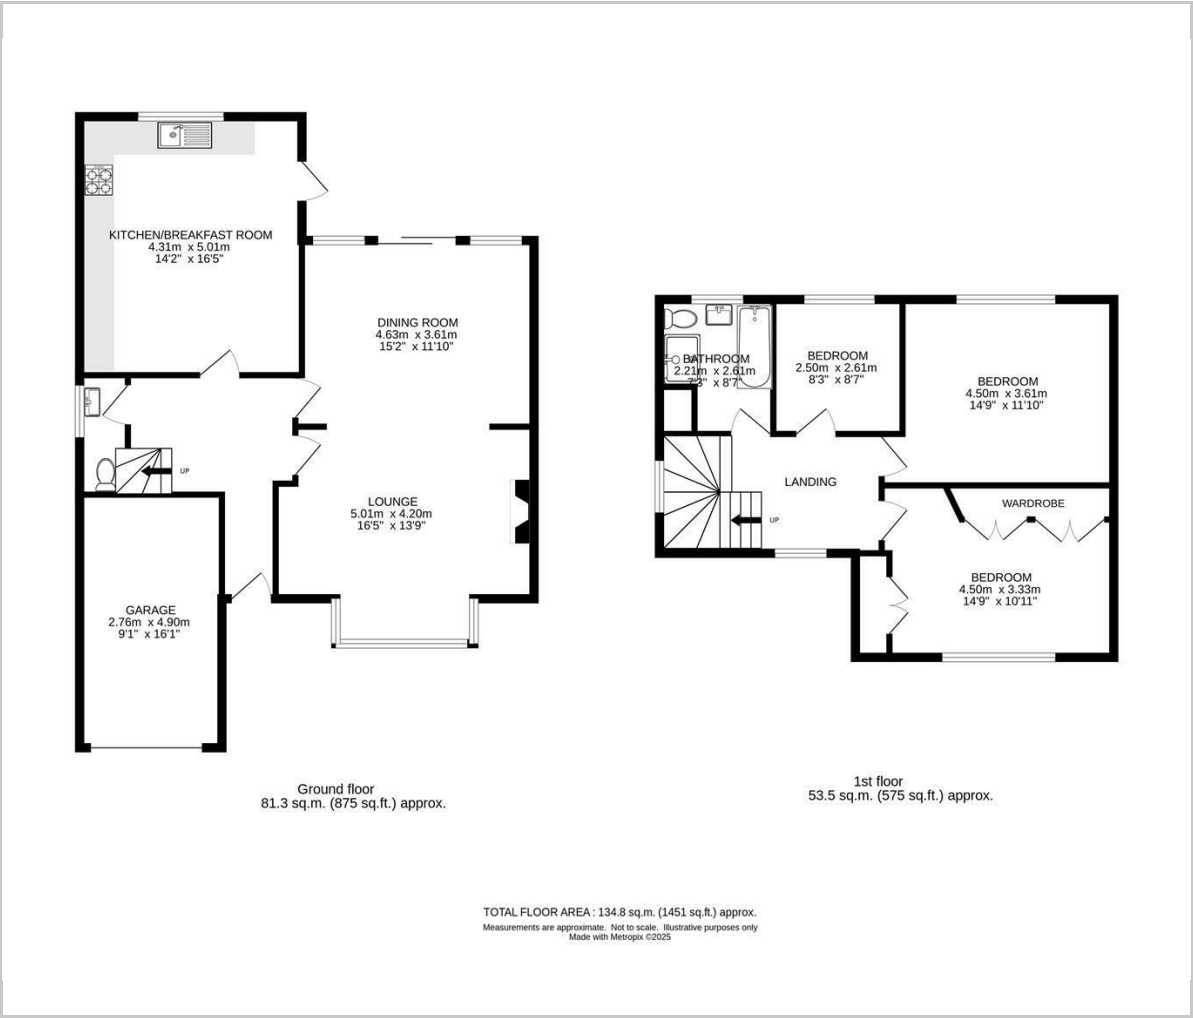 KITCHEN/BREAKFAST ROOM
4.31m x 5.01m
14'2" x 16'5"
DINING ROOM
4.63m x 3.61m
15'2" x 11'10"
UP
LOUNGE
5.01m x 4.20m
16'5" x 13'9"
GARAGE
2.76m x 4.90m
9'1" x 16'1"
Ground floor
81.3 sq.m. (875 sq.ft.) approx.
BATHROOM
2.21m x 2.61m
7'3" x 8'7"
BEDROOM
2.50m x 2.61m
8'3" x 8'7"
BEDROOM
4.50m x 3.61m
14'9" x 11'10"
LANDING
UP
WARDROBE
BEDROOM
4.50m x 3.33m
14'9" x 10'11"
1st floor
53.5 sq.m. (575 sq.ft.) approx.
TOTAL FLOOR AREA : 134.8 sq.m. (1451 sq.ft.) approx.
Measurements are approximate. Not to scale. Illustrative purposes only
Made with Metropix ©2025